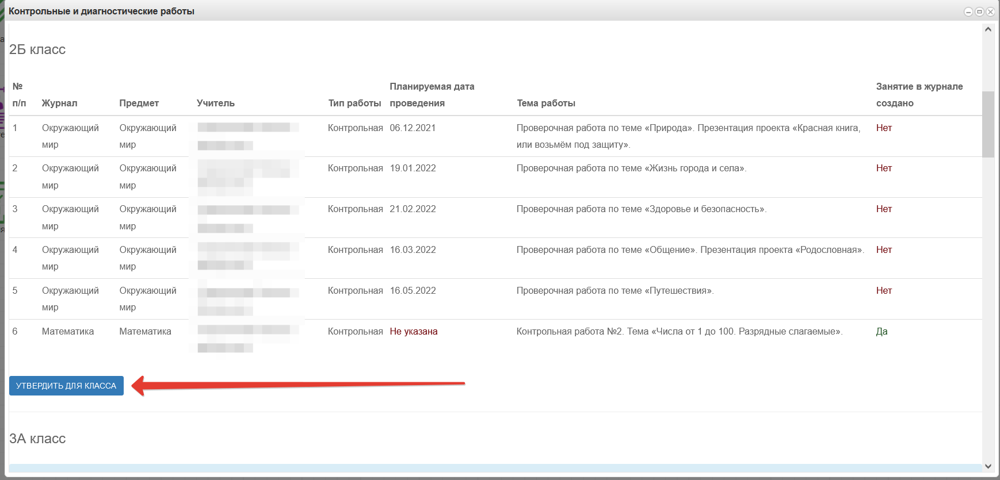 Контрольные и диагностические работы
2Б класс
№ п/п Журнал Предмет Учитель Тип работы Планируемая дата проведения Тема работы Занятие в журнале создано
1 Окружающий мир Окружающий мир Контрольная 06.12.2021 Проверочная работа по теме «Природа». Презентация проекта «Красная книга, или возьмём под защиту». Нет
2 Окружающий мир Окружающий мир Контрольная 19.01.2022 Проверочная работа по теме «Жизнь города и села». Нет
3 Окружающий мир Окружающий мир Контрольная 21.02.2022 Проверочная работа по теме «Здоровье и безопасность». Нет
4 Окружающий мир Окружающий мир Контрольная 16.03.2022 Проверочная работа по теме «Общение». Презентация проекта «Родословная». Нет
5 Окружающий мир Окружающий мир Контрольная 16.05.2022 Проверочная работа по теме «Путешествия». Нет
6 Математика Математика Контрольная Не указана Контрольная работа №2. Тема «Числа от 1 до 100. Разрядные слагаемые». Да
УТВЕРДИТЬ ДЛЯ КЛАССА
3А класс